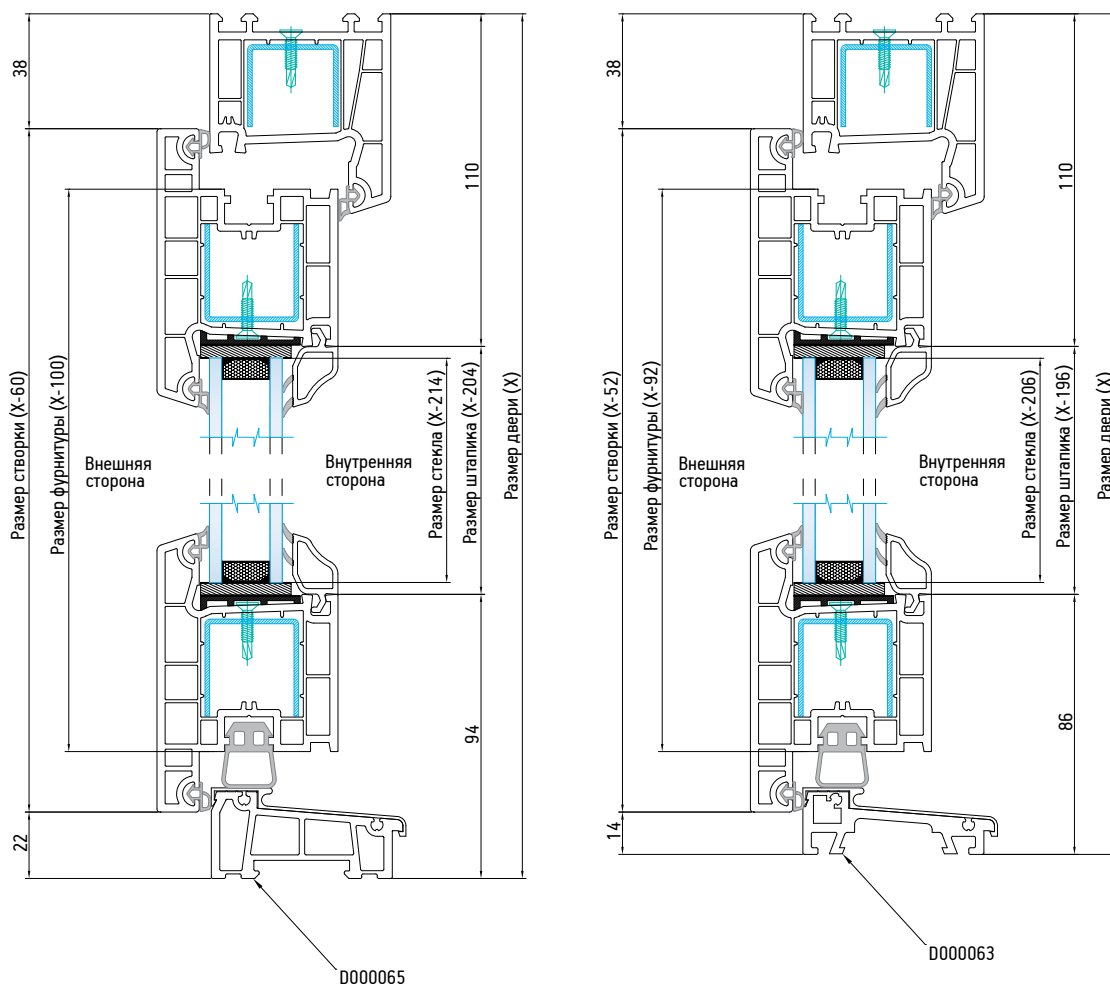 38
110
Размер створки (X-60)
Размер фурнитуры (X-100)
Внешняя
сторона
Внутренняя
сторона
Размер стекла (X-214)
Размер штапика (X-204)
Размер двери (X)
94
22
D000065
38
110
Размер створки (X-52)
Размер фурнитуры (X-92)
Внешняя
сторона
Внутренняя
сторона
Размер стекла (X-206)
Размер штапика (X-196)
Размер двери (X)
86
14
D000063